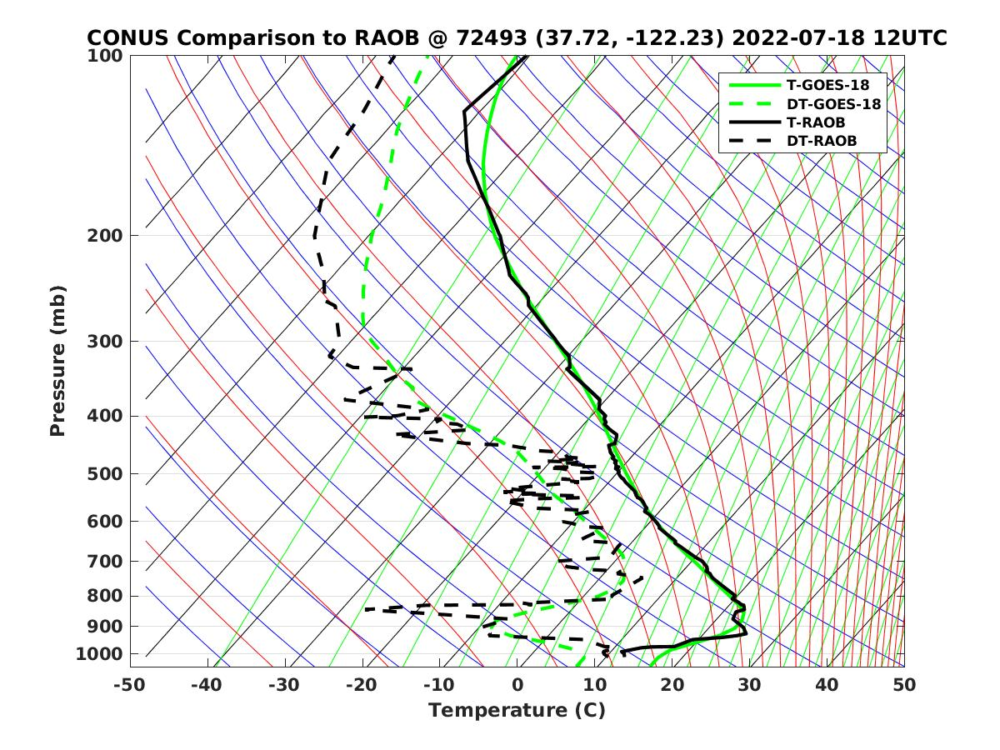 CONUS Comparison to RAOB @ 72493 (37.72, -122.23) 2022-07-18 12UTC
T-GOES-18
DT-GOES-18
T-RAOB
DT-RAOB
Pressure (mb)
100
200
300
400
500
600
700
800
900
1000
-50 -40 -30 -20 -10 0 10 20 30 40 50
Temperature (C)